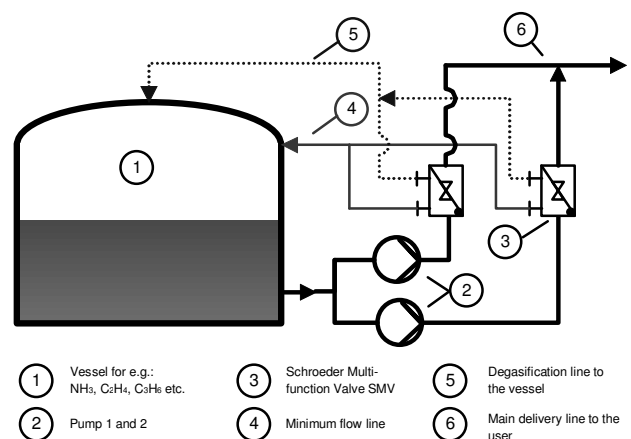 5
6
4
1
3
2
1 Vessel for e.g.:
NH₃, C₂H₄, C₃H₆ etc.
3 Schroeder Multi-
function Valve SMV
5 Degasification line to
the vessel
2 Pump 1 and 2
4 Minimum flow line
6 Main delivery line to the
user